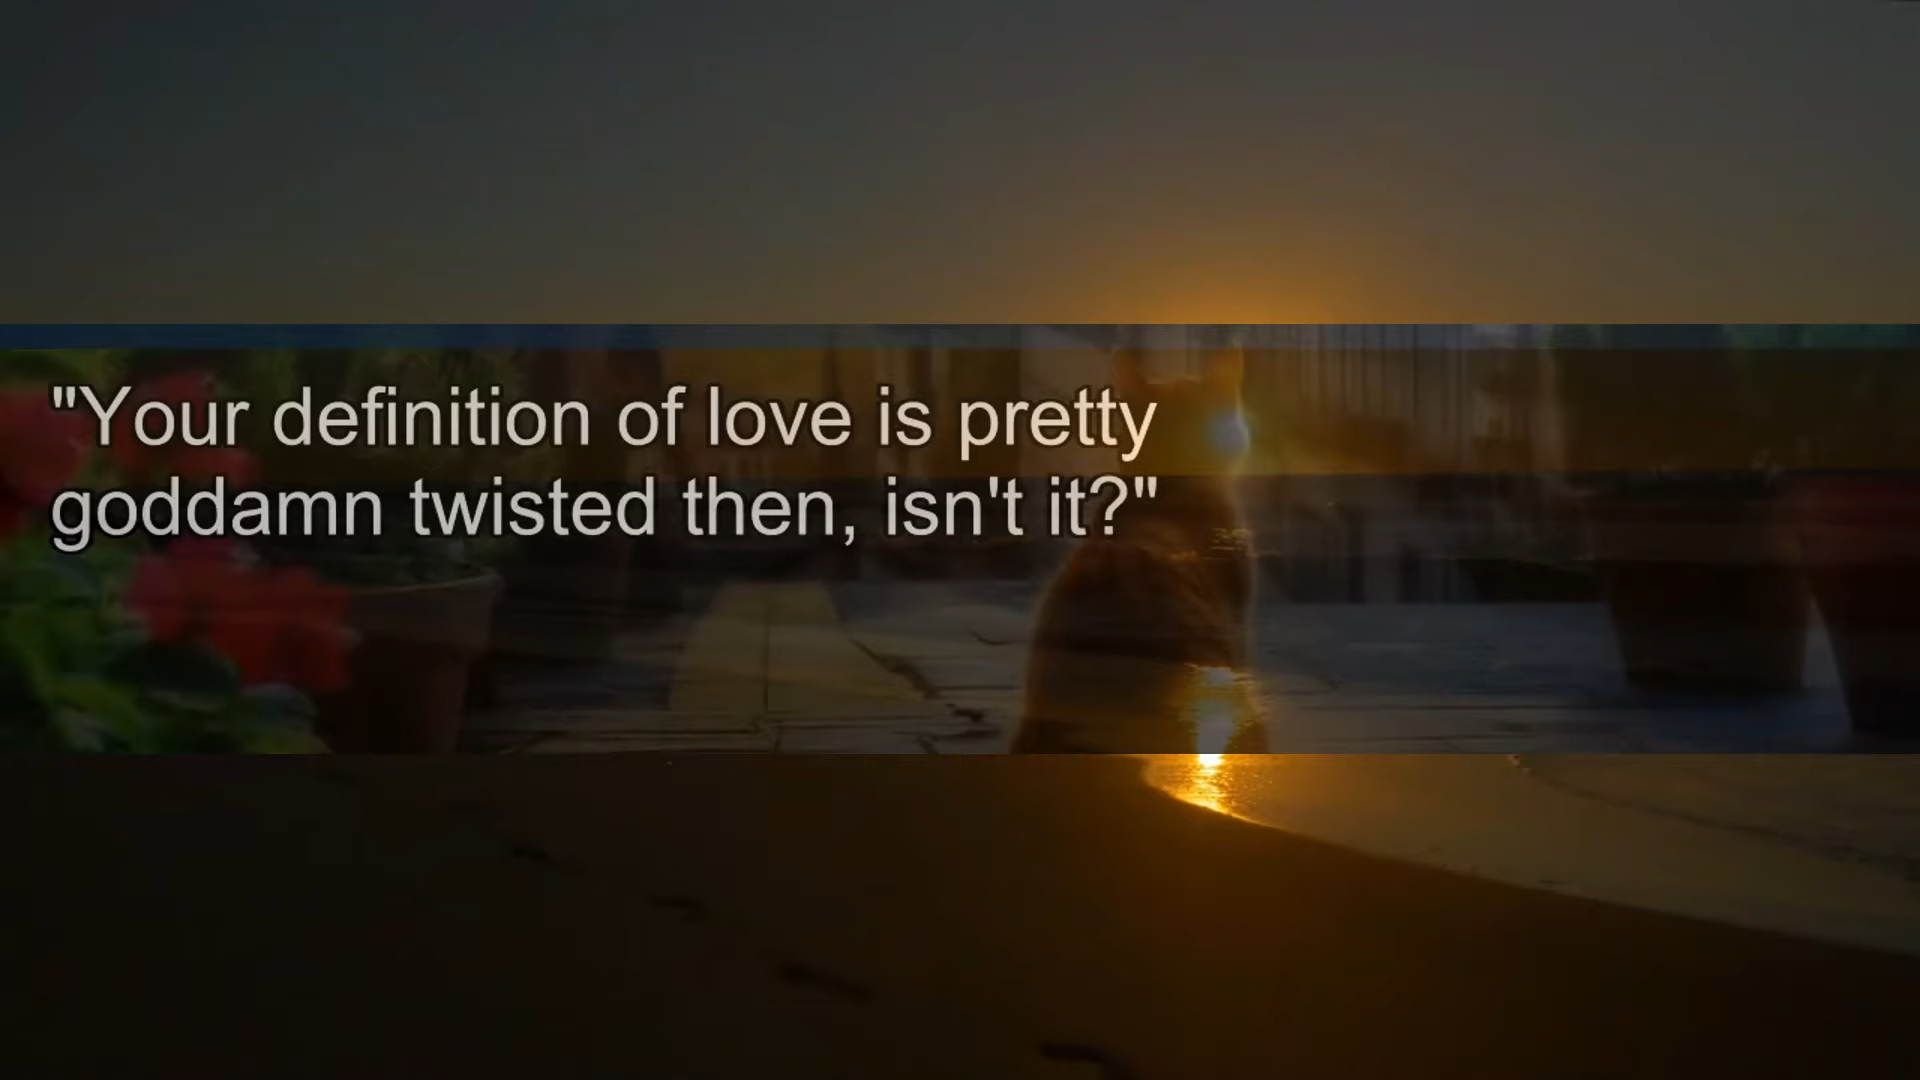 "Your definition of love is pretty
goddamn twisted then, isn't it?"